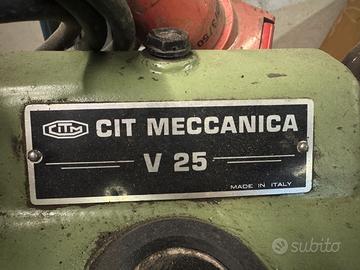 CITM CIT MECCANICA
V 25
MADE IN ITALY
subito